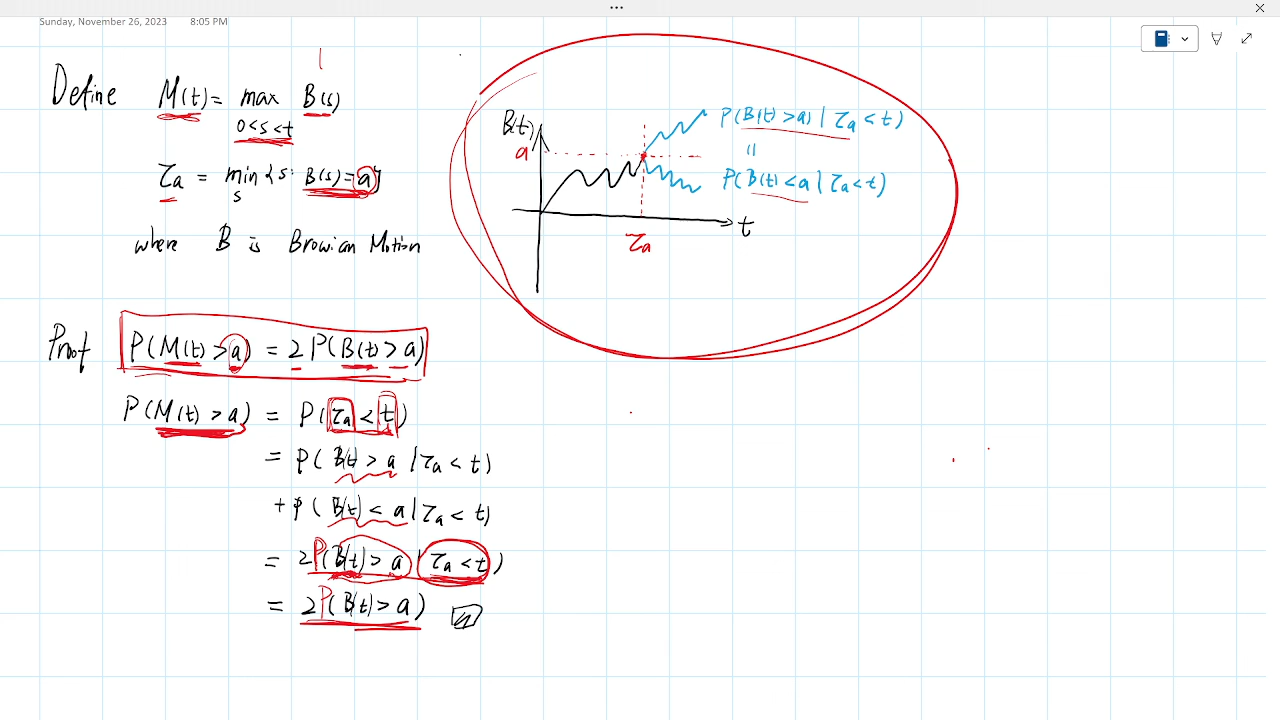 Sunday, November 26, 2023 8:05 PM
Define M(t) = max B(s)
0<s<t
τa = min {s: B(s)=a}
s
where B is Browian Motion
B(t)
a
P(B(t)>a | τa<t)
=
P(B(t)<a | τa<t)
t
τa
Proof P(M(t)>a) = 2P(B(t)>a)
P(M(t)>a) = P(τa<t)
= P(B(t)>a | τa<t)
+ P(B(t)<a | τa<t)
= 2P(B(t)>a | τa<t)
= 2P(B(t)>a)